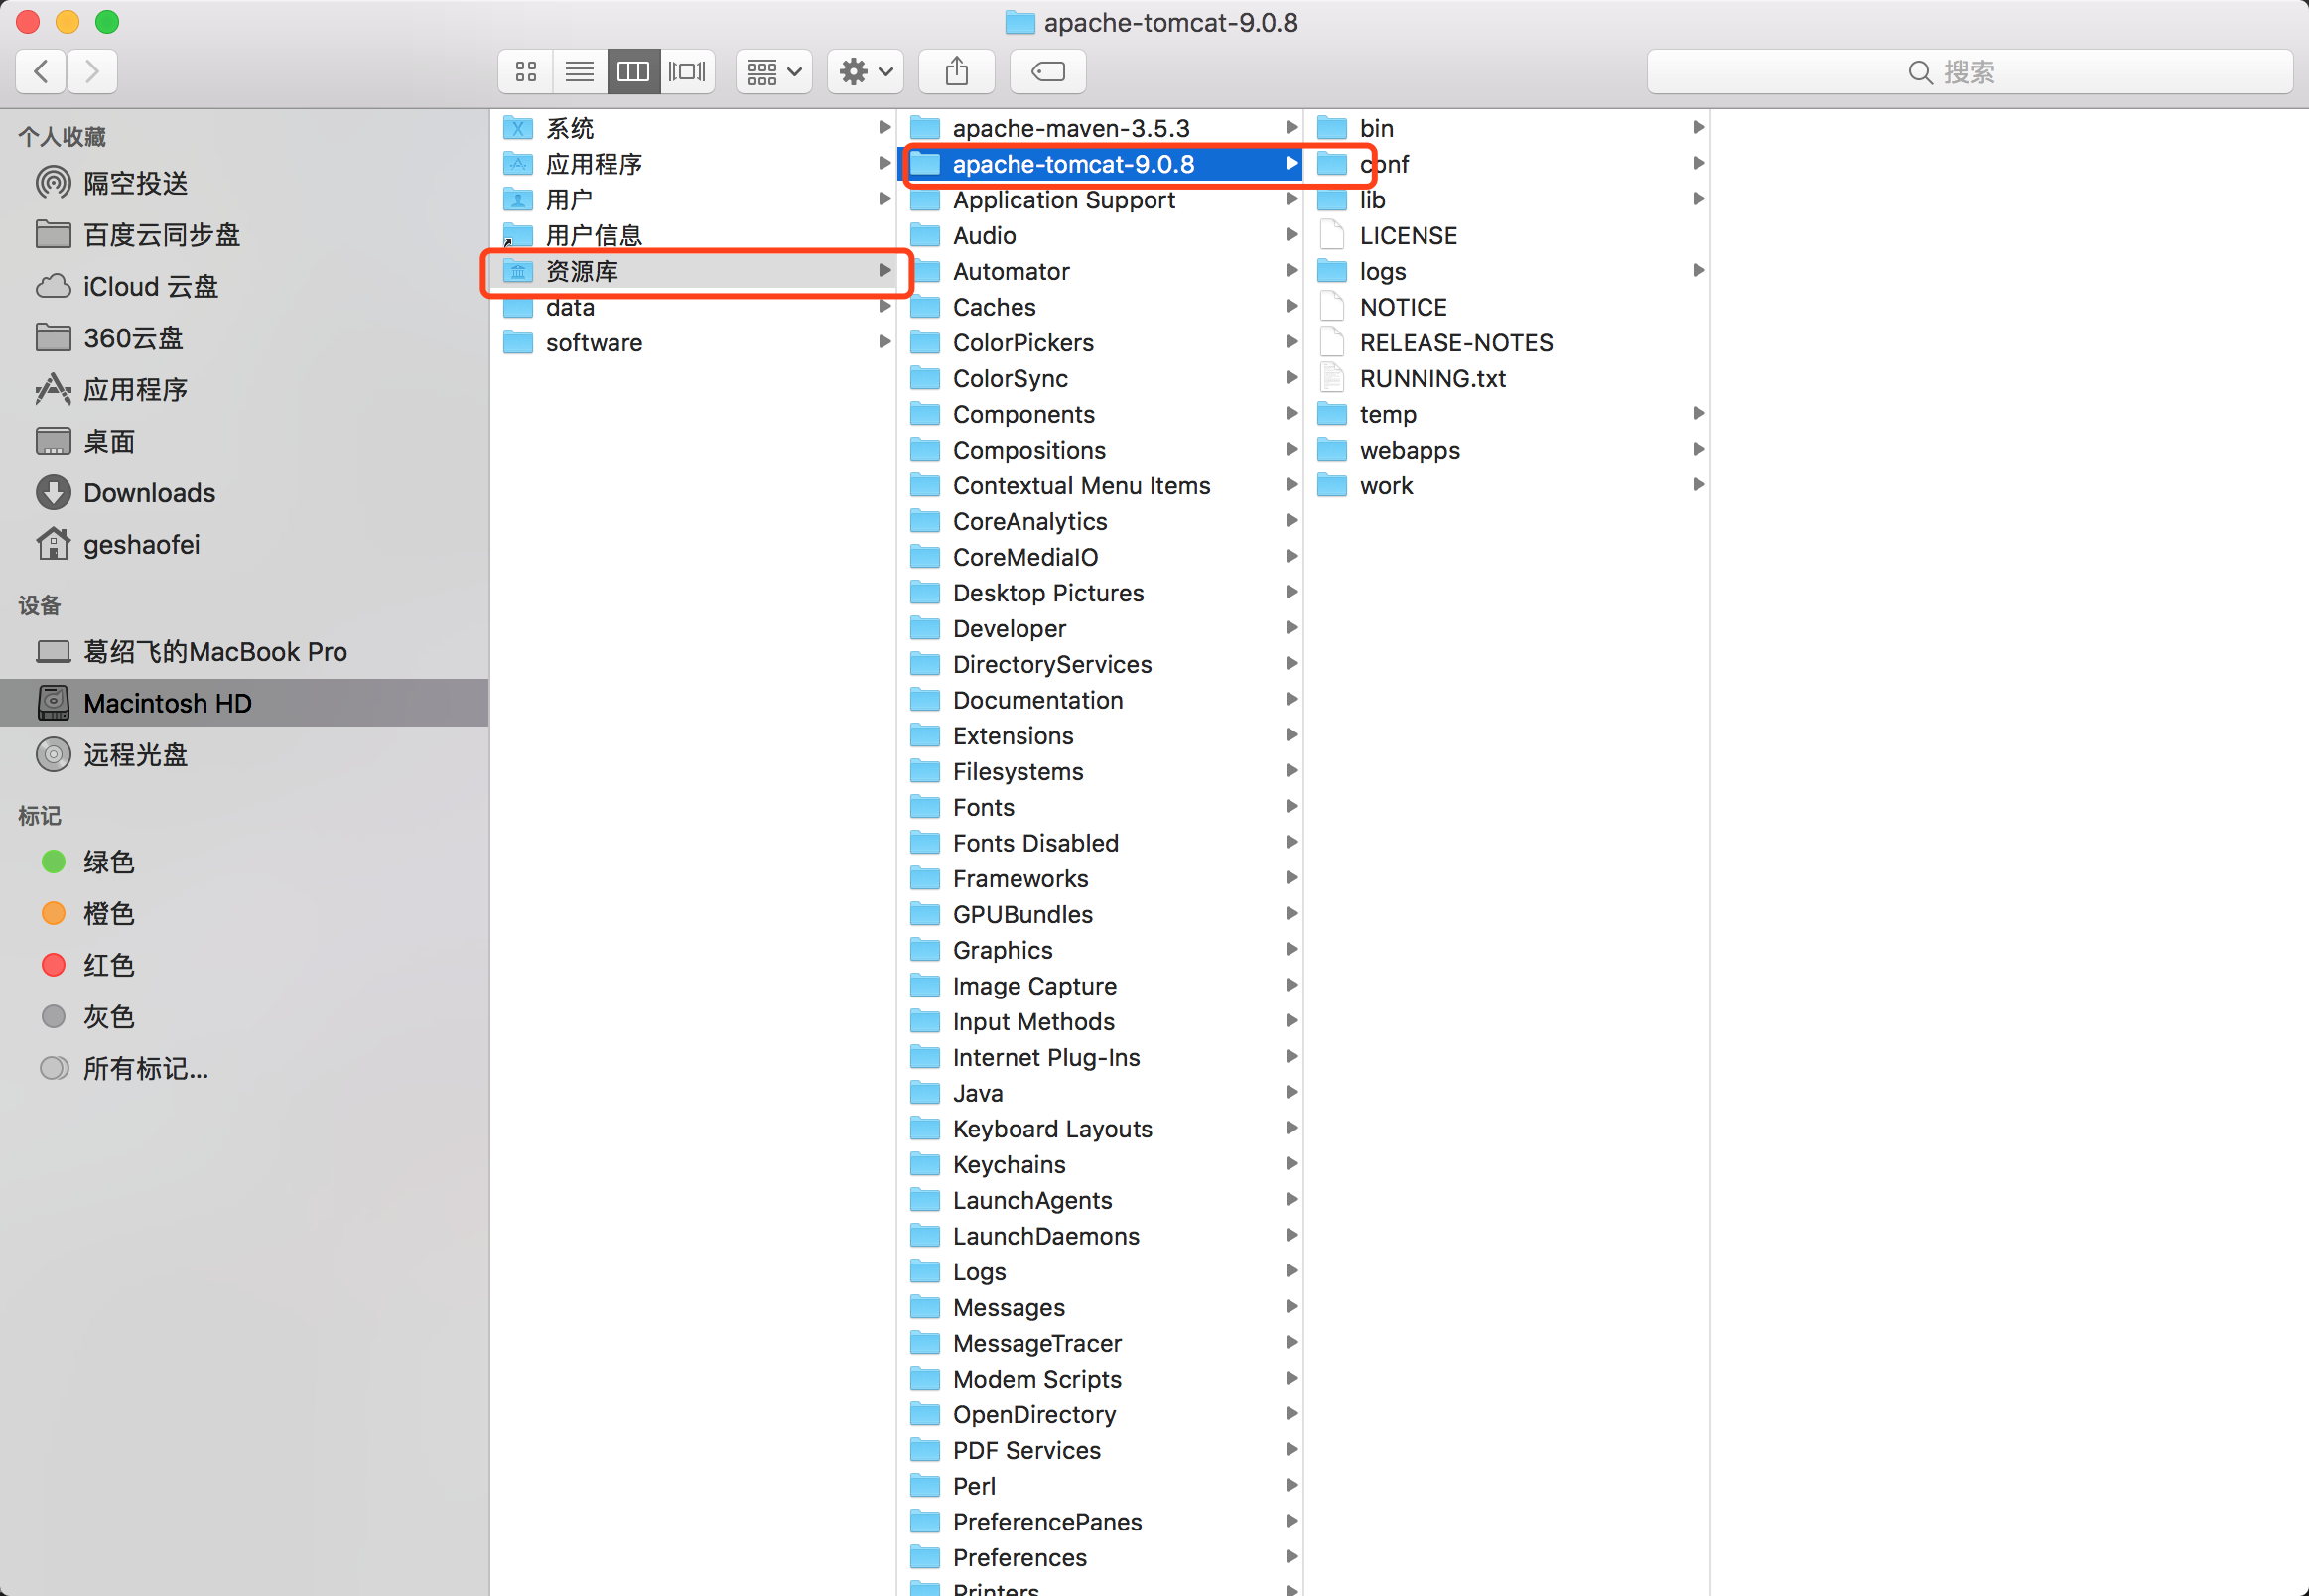 apache-tomcat-9.0.8
搜索
个人收藏
隔空投送
百度云同步盘
iCloud 云盘
360云盘
应用程序
桌面
Downloads
geshaofei
设备
葛绍飞的MacBook Pro
Macintosh HD
远程光盘
标记
绿色
橙色
红色
灰色
所有标记...
系统
应用程序
用户
用户信息
资源库
data
software
apache-maven-3.5.3
apache-tomcat-9.0.8
Application Support
Audio
Automator
Caches
ColorPickers
ColorSync
Components
Compositions
Contextual Menu Items
CoreAnalytics
CoreMediaIO
Desktop Pictures
Developer
DirectoryServices
Documentation
Extensions
Filesystems
Fonts
Fonts Disabled
Frameworks
GPUBundles
Graphics
Image Capture
Input Methods
Internet Plug-Ins
Java
Keyboard Layouts
Keychains
LaunchAgents
LaunchDaemons
Logs
Messages
MessageTracer
Modem Scripts
OpenDirectory
PDF Services
Perl
PreferencePanes
Preferences
Printers
bin
conf
lib
LICENSE
logs
NOTICE
RELEASE-NOTES
RUNNING.txt
temp
webapps
work